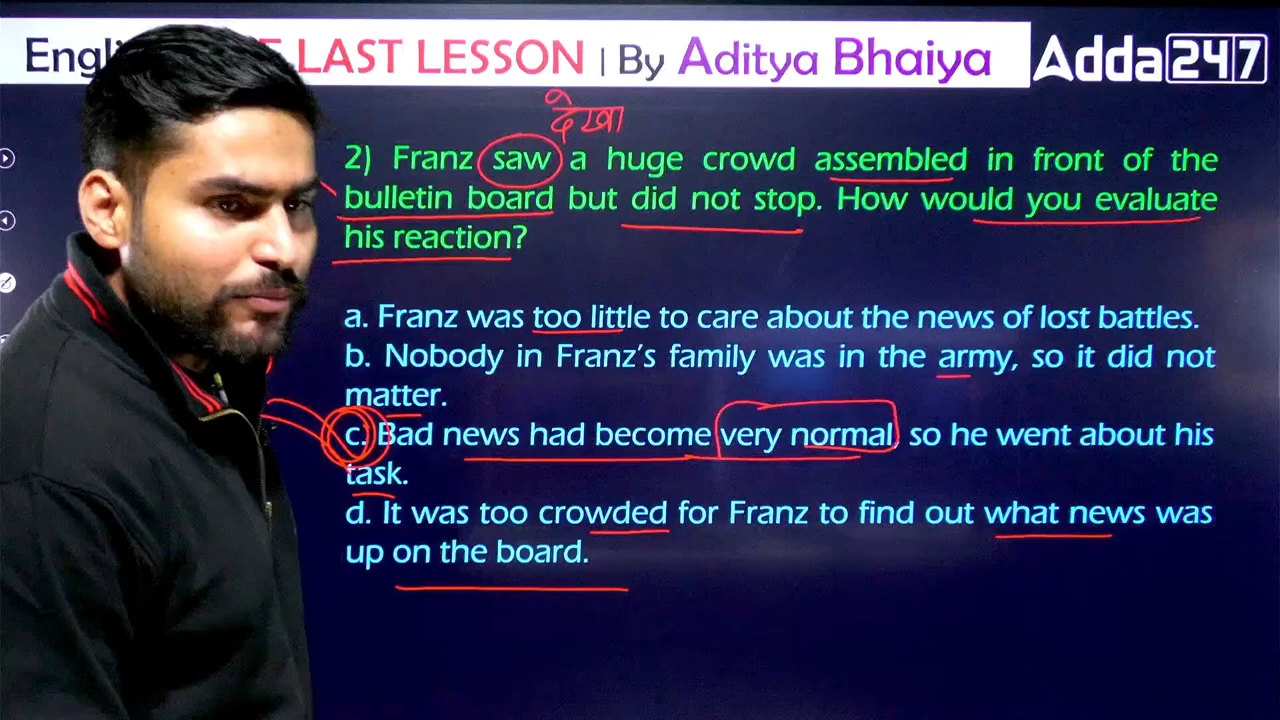 Engli E LAST LESSON | By Aditya Bhaiya
Adda247
देखा
2) Franz saw a huge crowd assembled in front of the
bulletin board but did not stop. How would you evaluate
his reaction?
a. Franz was too little to care about the news of lost battles.
b. Nobody in Franz's family was in the army, so it did not
matter.
c. Bad news had become very normal, so he went about his
task.
d. It was too crowded for Franz to find out what news was
up on the board.